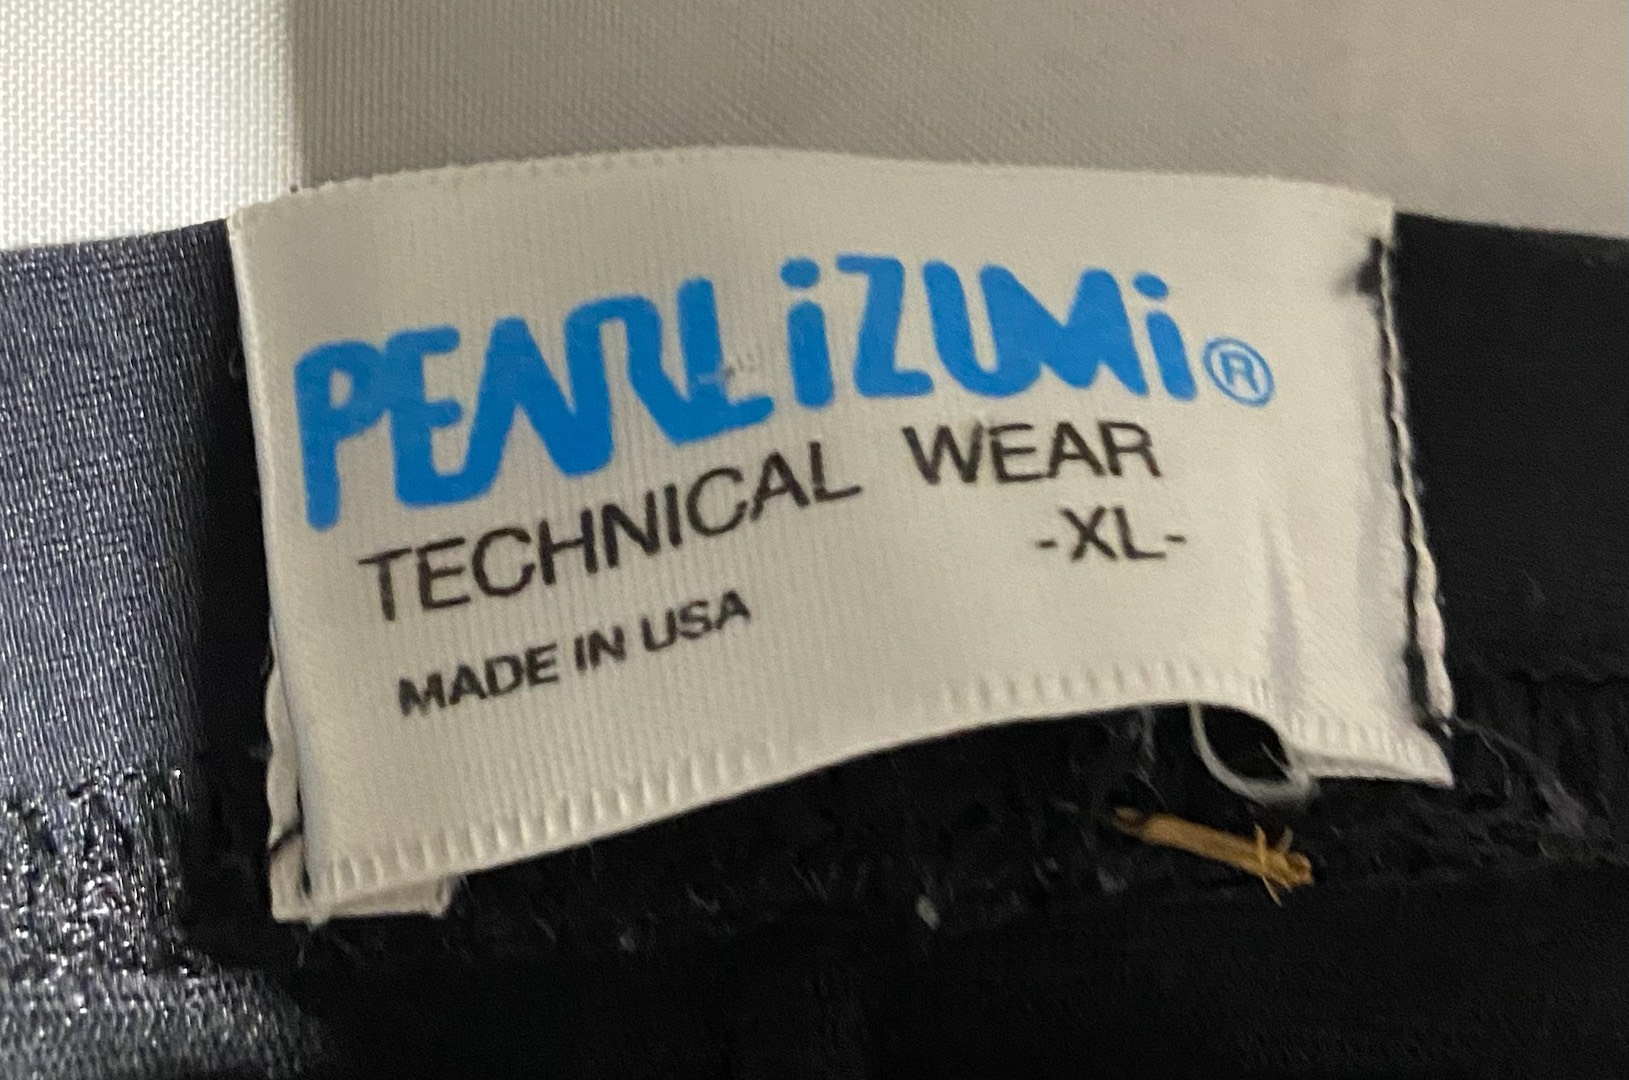 PEARL iZUMi®
TECHNICAL WEAR
-XL-
MADE IN USA